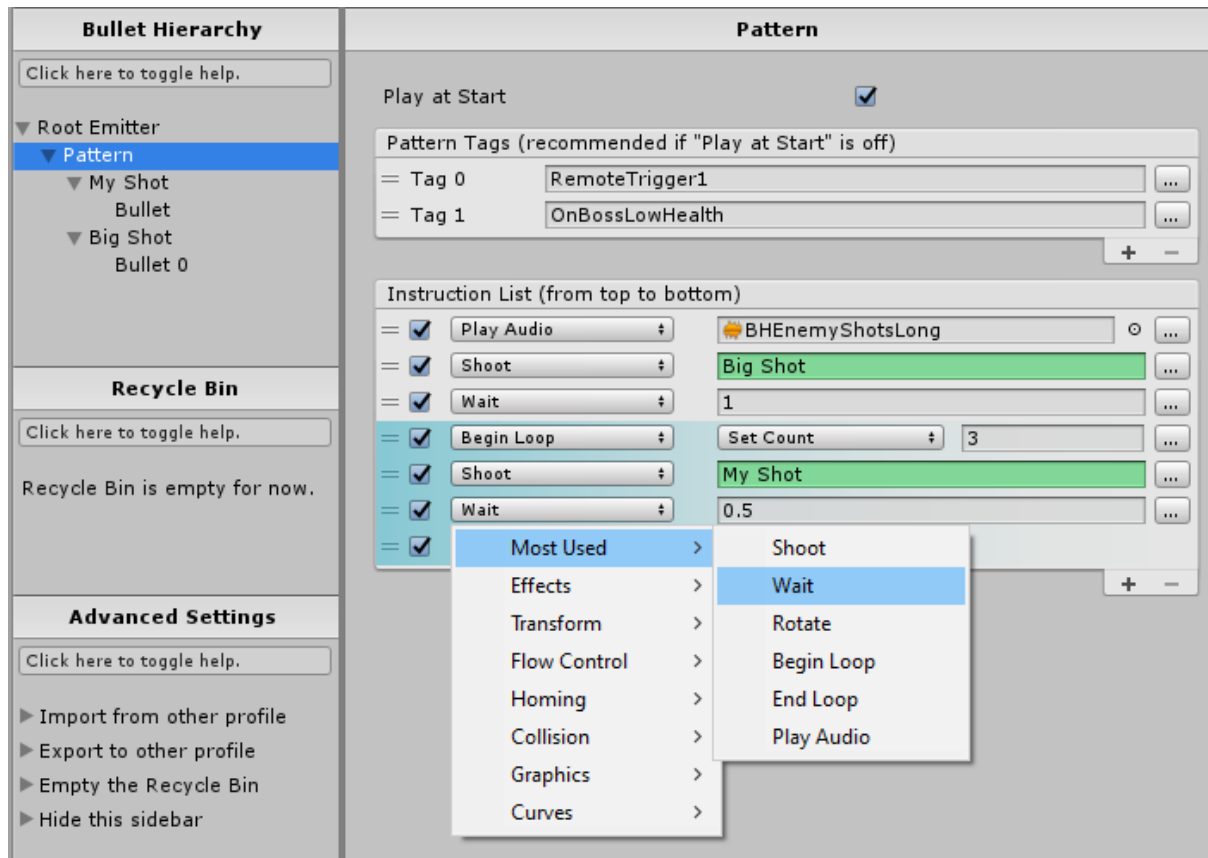 Bullet Hierarchy
Click here to toggle help.
Root Emitter
Pattern
My Shot
Bullet
Big Shot
Bullet 0
Recycle Bin
Click here to toggle help.
Recycle Bin is empty for now.
Advanced Settings
Click here to toggle help.
Import from other profile
Export to other profile
Empty the Recycle Bin
Hide this sidebar
Pattern
Play at Start
Pattern Tags (recommended if "Play at Start" is off)
Tag 0 RemoteTrigger1 ...
Tag 1 OnBossLowHealth ...
+ −
Instruction List (from top to bottom)
Play Audio BHEnemyShotsLong ...
Shoot Big Shot ...
Wait 1 ...
Begin Loop Set Count 3 ...
Shoot My Shot ...
Wait 0.5 ...
+ −
Most Used >
Effects >
Transform >
Flow Control >
Homing >
Collision >
Graphics >
Curves >
Shoot
Wait
Rotate
Begin Loop
End Loop
Play Audio